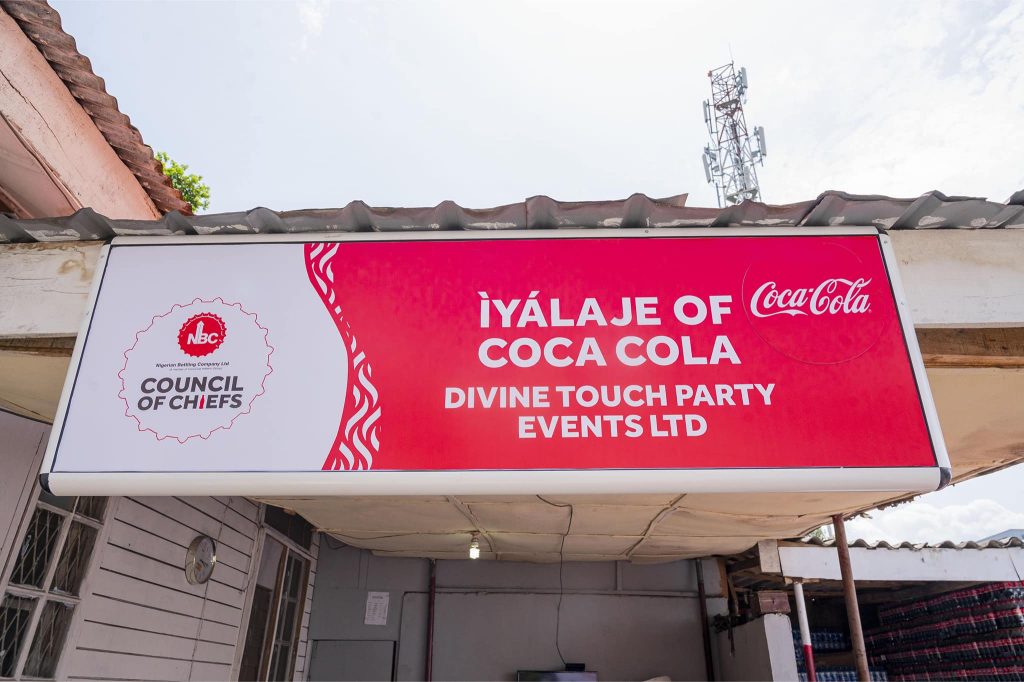 NBC
Nigerian Bottling Company Ltd
COUNCIL
OF CHIEFS
ÌYÁLAJE OF
COCA COLA
DIVINE TOUCH PARTY
EVENTS LTD
Coca-Cola